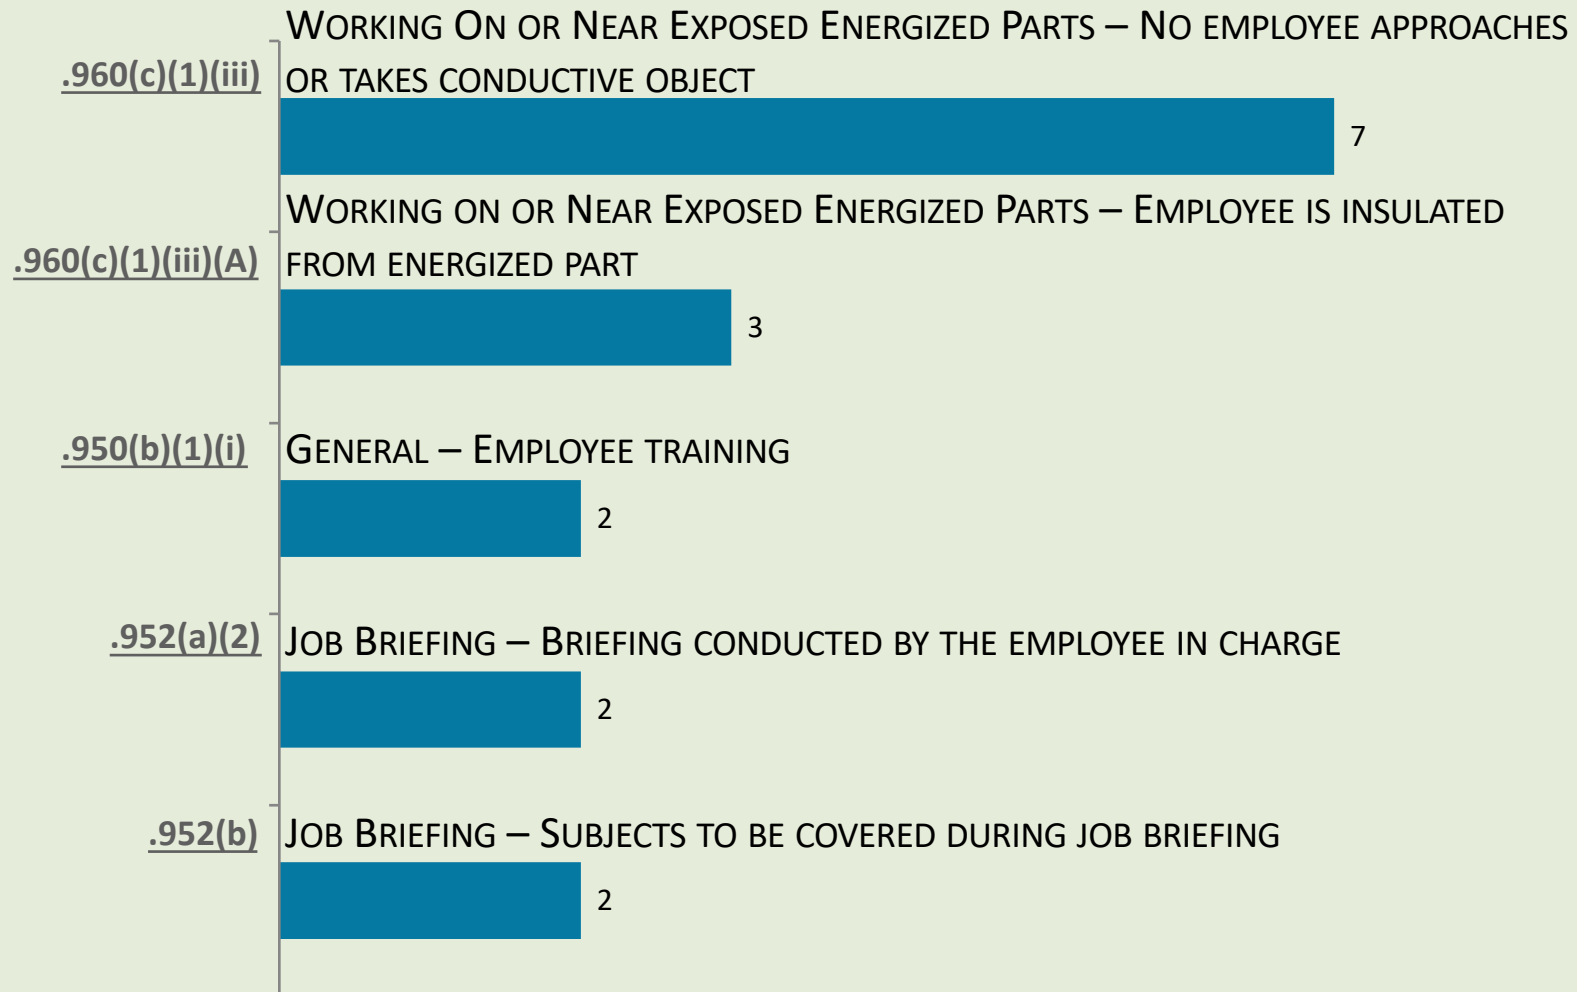 WORKING ON OR NEAR EXPOSED ENERGIZED PARTS – NO EMPLOYEE APPROACHES
.960(c)(1)(iii) OR TAKES CONDUCTIVE OBJECT
7
WORKING ON OR NEAR EXPOSED ENERGIZED PARTS – EMPLOYEE IS INSULATED
.960(c)(1)(iii)(A) FROM ENERGIZED PART
3
.950(b)(1)(i) GENERAL – EMPLOYEE TRAINING
2
.952(a)(2) JOB BRIEFING – BRIEFING CONDUCTED BY THE EMPLOYEE IN CHARGE
2
.952(b) JOB BRIEFING – SUBJECTS TO BE COVERED DURING JOB BRIEFING
2